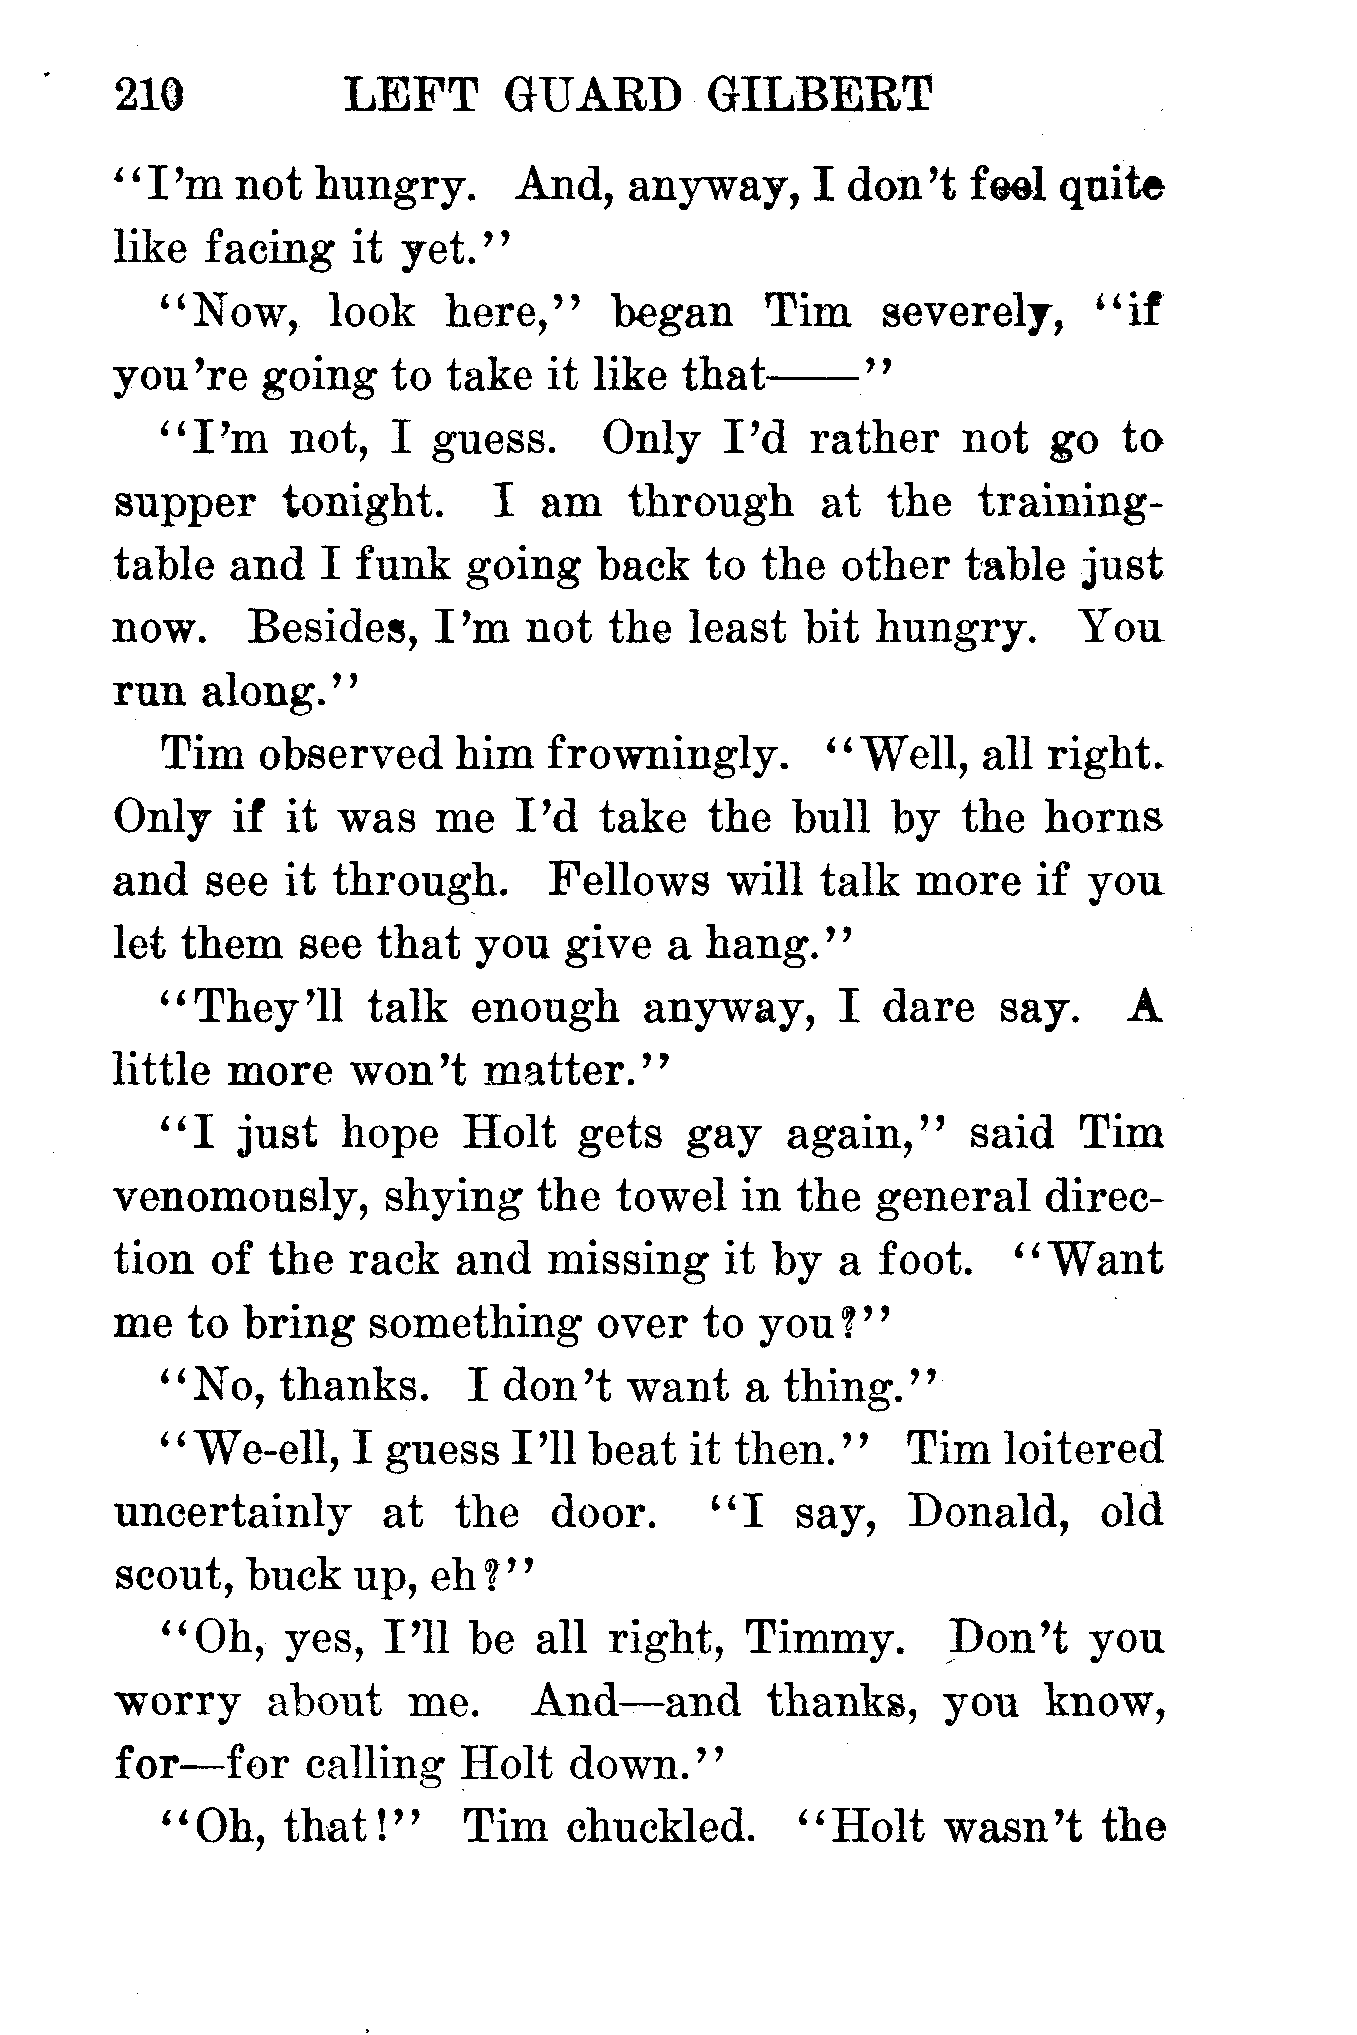 210 LEFT GUARD GILBERT
"I'm not hungry. And, anyway, I don't feel quite
like facing it yet."
"Now, look here," began Tim severely, "if
you're going to take it like that——"
"I'm not, I guess. Only I'd rather not go to
supper tonight. I am through at the training-
table and I funk going back to the other table just
now. Besides, I'm not the least bit hungry. You
run along."
Tim observed him frowningly. "Well, all right.
Only if it was me I'd take the bull by the horns
and see it through. Fellows will talk more if you
let them see that you give a hang."
"They'll talk enough anyway, I dare say. A
little more won't matter."
"I just hope Holt gets gay again," said Tim
venomously, shying the towel in the general direc-
tion of the rack and missing it by a foot. "Want
me to bring something over to you?"
"No, thanks. I don't want a thing."
"We-ell, I guess I'll beat it then." Tim loitered
uncertainly at the door. "I say, Donald, old
scout, buck up, eh?"
"Oh, yes, I'll be all right, Timmy. Don't you
worry about me. And—and thanks, you know,
for—for calling Holt down."
"Oh, that!" Tim chuckled. "Holt wasn't the